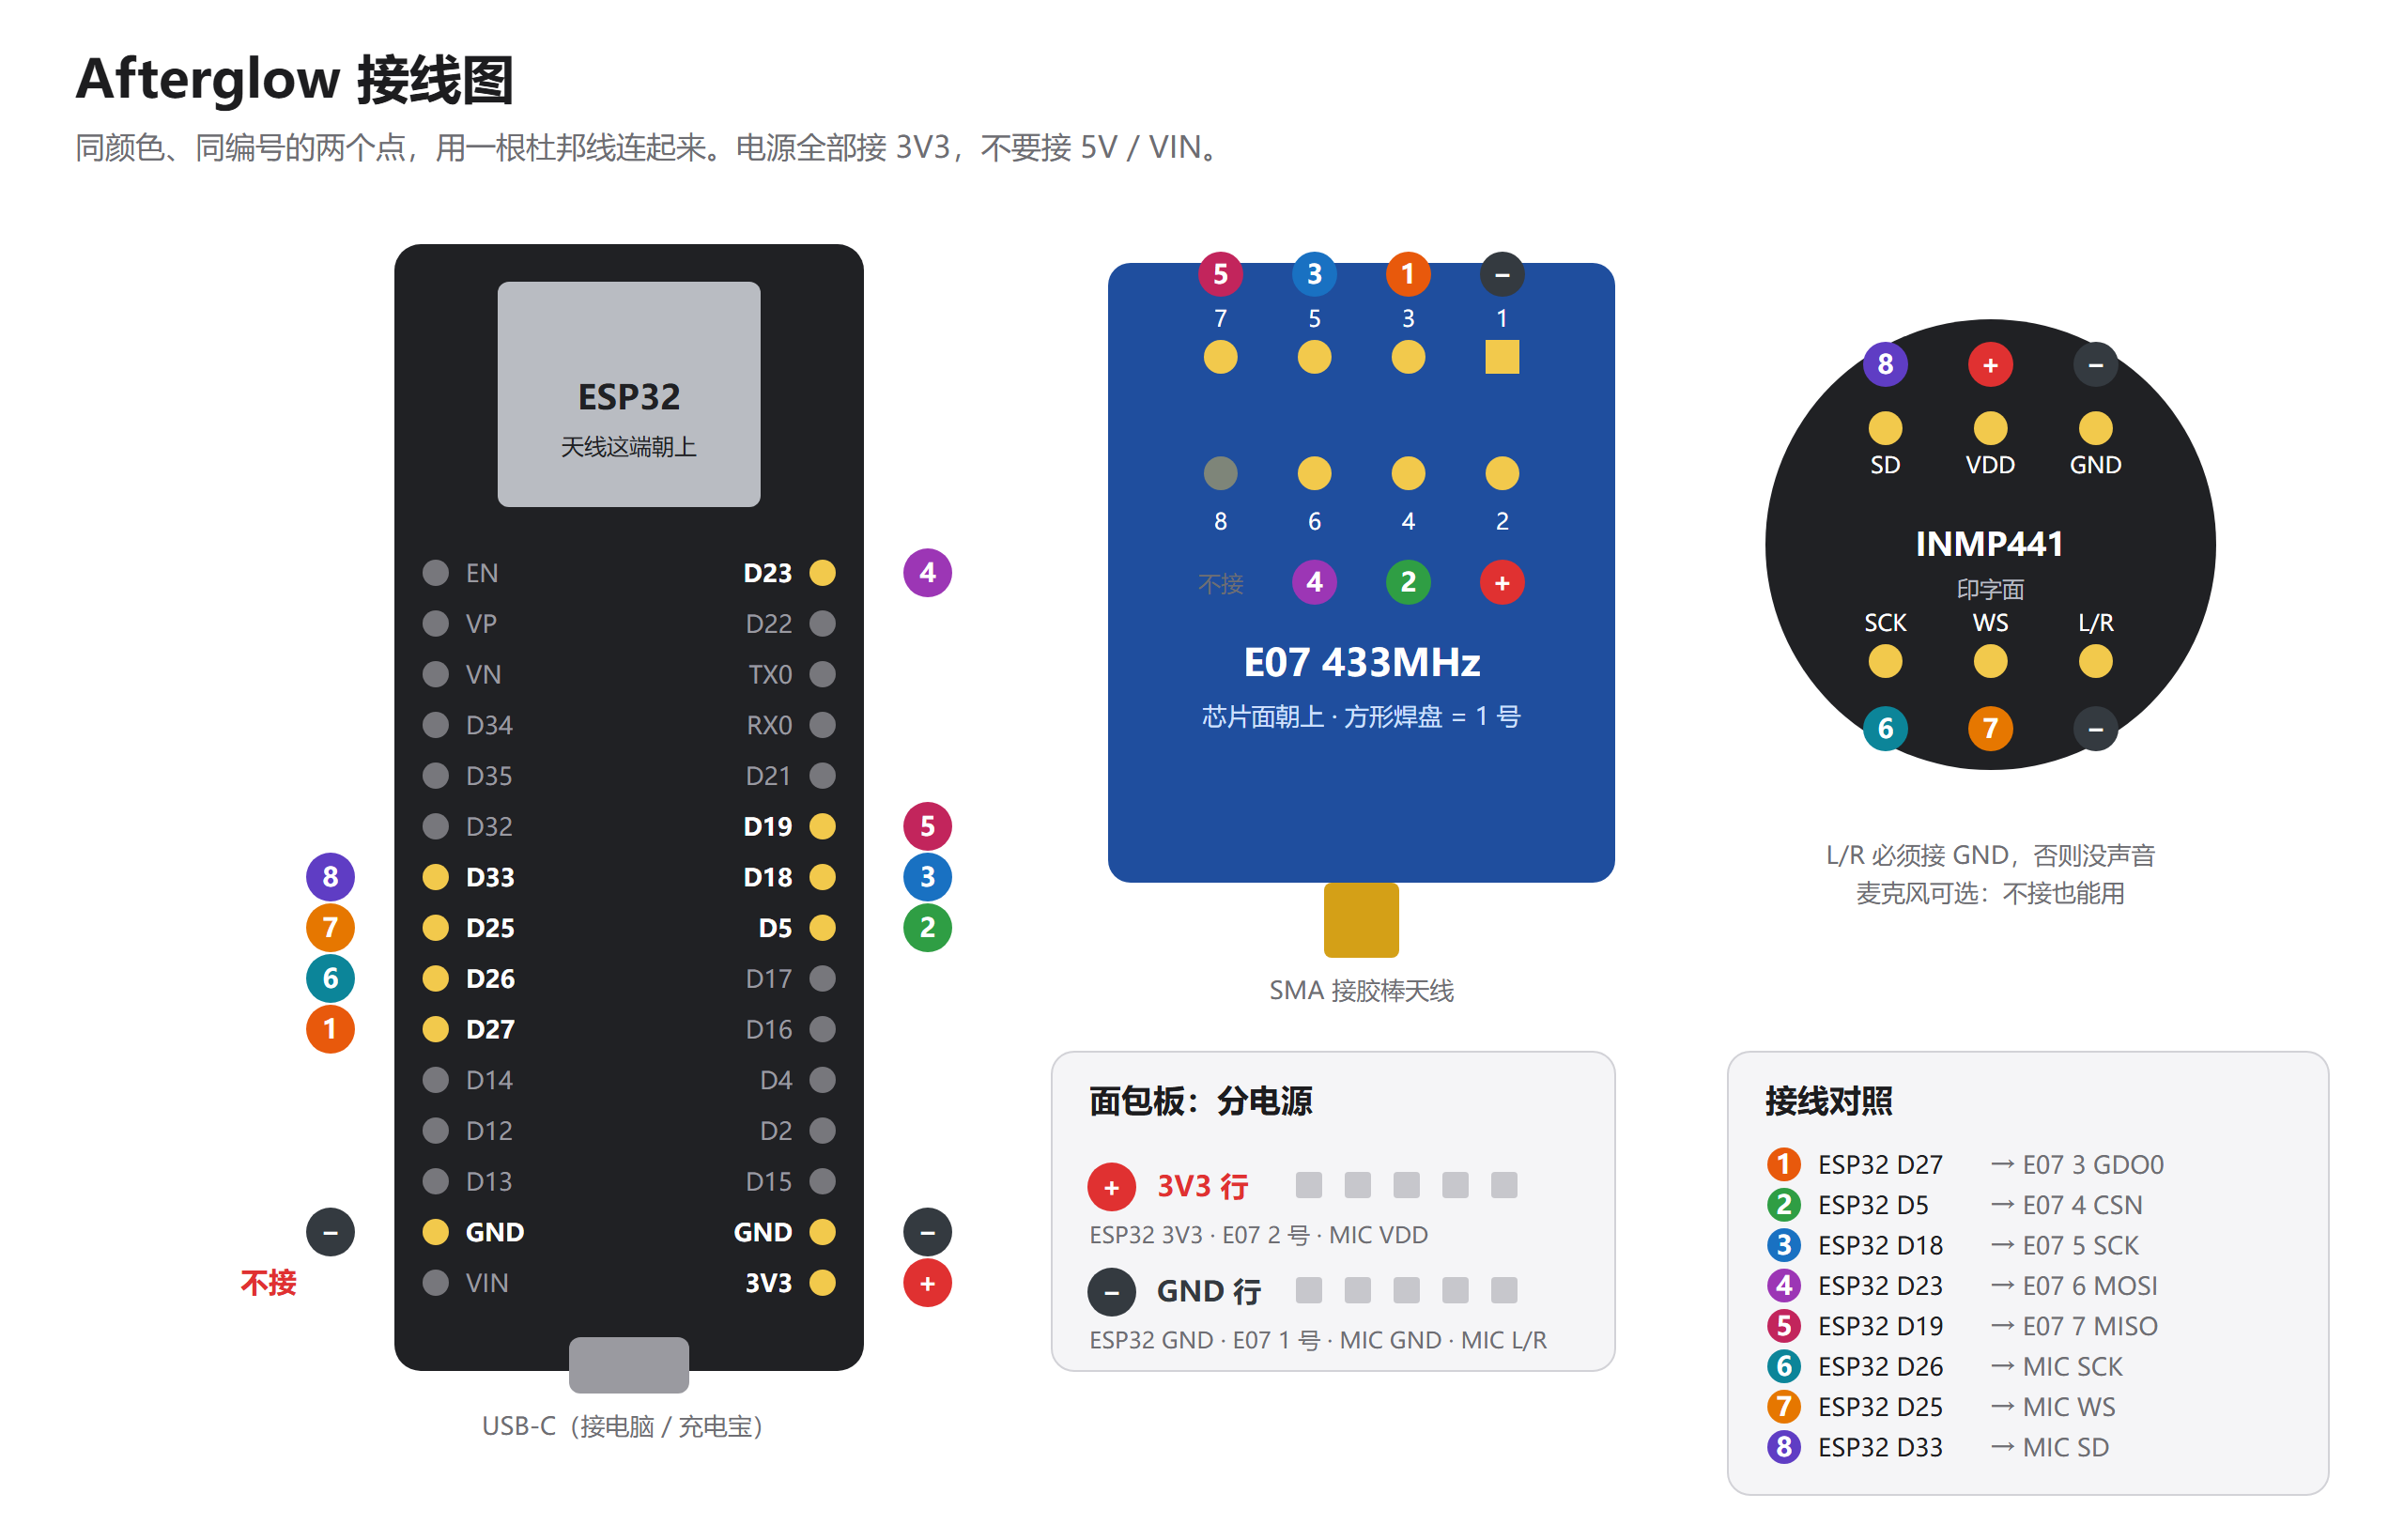 Afterglow 接线图
同颜色、同编号的两个点，用一根杜邦线连起来。电源全部接 3V3，不要接 5V / VIN。
ESP32
天线这端朝上
EN D23 4
VP D22
VN TX0
D34 RX0
D35 D21
D32 D19 5
8 D33 D18 3
7 D25 D5 2
6 D26 D17
1 D27 D16
D14 D4
D12 D2
D13 D15
– GND GND –
不接 VIN 3V3 +
USB-C（接电脑 / 充电宝）
5 3 1 –
7 5 3 1
8 6 4 2
不接 4 2 +
E07 433MHz
芯片面朝上 · 方形焊盘 = 1 号
SMA 接胶棒天线
8 + –
SD VDD GND
INMP441
印字面
SCK WS L/R
6 7 –
L/R 必须接 GND，否则没声音
麦克风可选：不接也能用
面包板：分电源
+ 3V3 行
ESP32 3V3 · E07 2 号 · MIC VDD
– GND 行
ESP32 GND · E07 1 号 · MIC GND · MIC L/R
接线对照
1 ESP32 D27 → E07 3 GDO0
2 ESP32 D5 → E07 4 CSN
3 ESP32 D18 → E07 5 SCK
4 ESP32 D23 → E07 6 MOSI
5 ESP32 D19 → E07 7 MISO
6 ESP32 D26 → MIC SCK
7 ESP32 D25 → MIC WS
8 ESP32 D33 → MIC SD